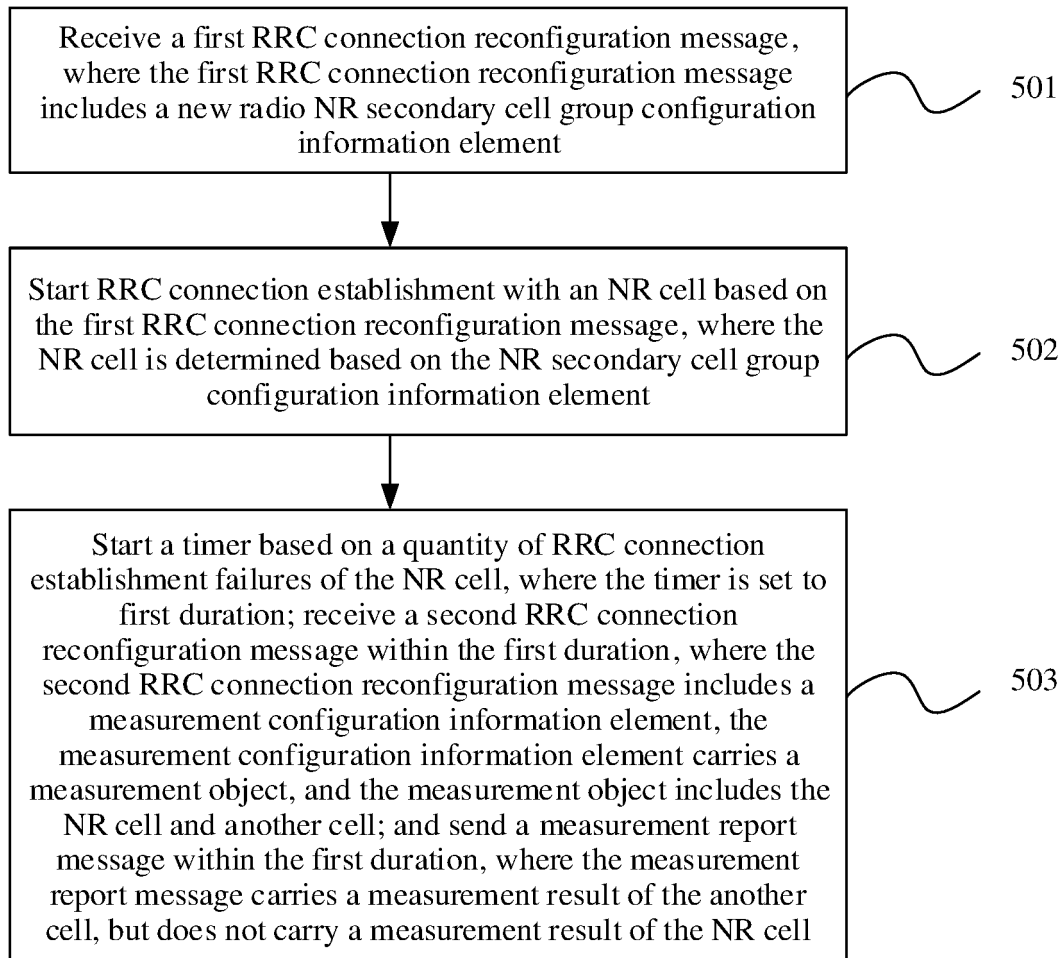 Receive a first RRC connection reconfiguration message,
where the first RRC connection reconfiguration message
includes a new radio NR secondary cell group configuration
information element
501
Start RRC connection establishment with an NR cell based on
the first RRC connection reconfiguration message, where the
NR cell is determined based on the NR secondary cell group
configuration information element
502
Start a timer based on a quantity of RRC connection
establishment failures of the NR cell, where the timer is set to
first duration; receive a second RRC connection
reconfiguration message within the first duration, where the
second RRC connection reconfiguration message includes a
measurement configuration information element, the
measurement configuration information element carries a
measurement object, and the measurement object includes the
NR cell and another cell; and send a measurement report
message within the first duration, where the measurement
report message carries a measurement result of the another
cell, but does not carry a measurement result of the NR cell
503